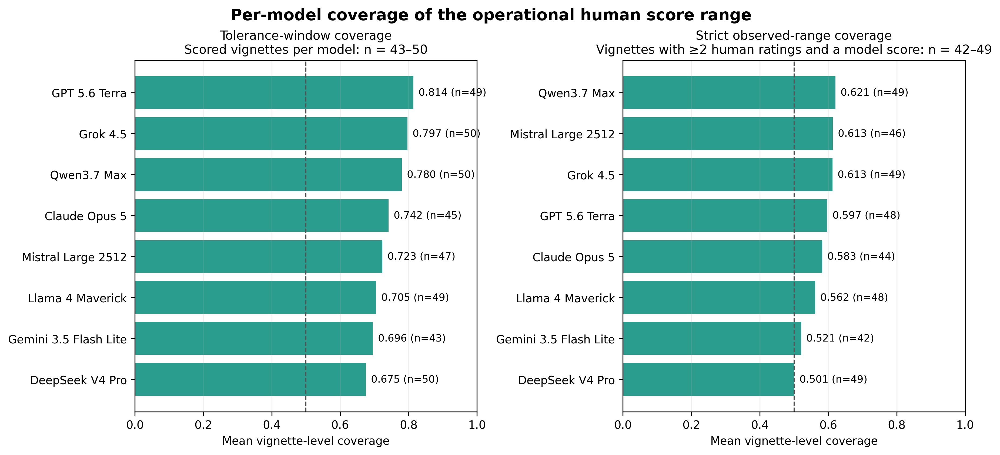 Per-model coverage of the operational human score range
Tolerance-window coverage
Scored vignettes per model: n = 43–50
GPT 5.6 Terra
0.814 (n=49)
Grok 4.5
0.797 (n=50)
Qwen3.7 Max
0.780 (n=50)
Claude Opus 5
0.742 (n=45)
Mistral Large 2512
0.723 (n=47)
Llama 4 Maverick
0.705 (n=49)
Gemini 3.5 Flash Lite
0.696 (n=43)
DeepSeek V4 Pro
0.675 (n=50)
0.0 0.2 0.4 0.6 0.8 1.0
Mean vignette-level coverage
Strict observed-range coverage
Vignettes with ≥2 human ratings and a model score: n = 42–49
Qwen3.7 Max
0.621 (n=49)
Mistral Large 2512
0.613 (n=46)
Grok 4.5
0.613 (n=49)
GPT 5.6 Terra
0.597 (n=48)
Claude Opus 5
0.583 (n=44)
Llama 4 Maverick
0.562 (n=48)
Gemini 3.5 Flash Lite
0.521 (n=42)
DeepSeek V4 Pro
0.501 (n=49)
0.0 0.2 0.4 0.6 0.8 1.0
Mean vignette-level coverage